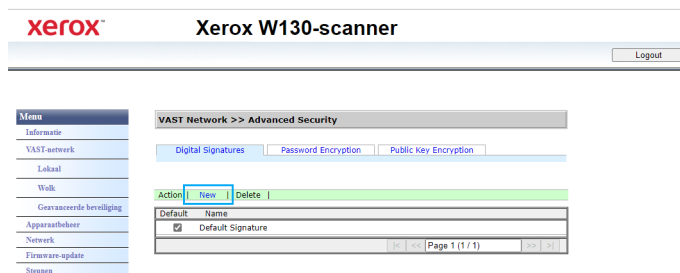 xerox™ Xerox W130-scanner
Logout
Menu
Informatie
VAST-netwerk
Lokaal
Wolk
Geavanceerde beveiliging
Apparaatbeheer
Netwerk
Firmware-update
Steunen
VAST Network >> Advanced Security
Digital Signatures Password Encryption Public Key Encryption
Action | New | Delete |
Default Name
Default Signature
|< << Page 1 (1 / 1) >> >|